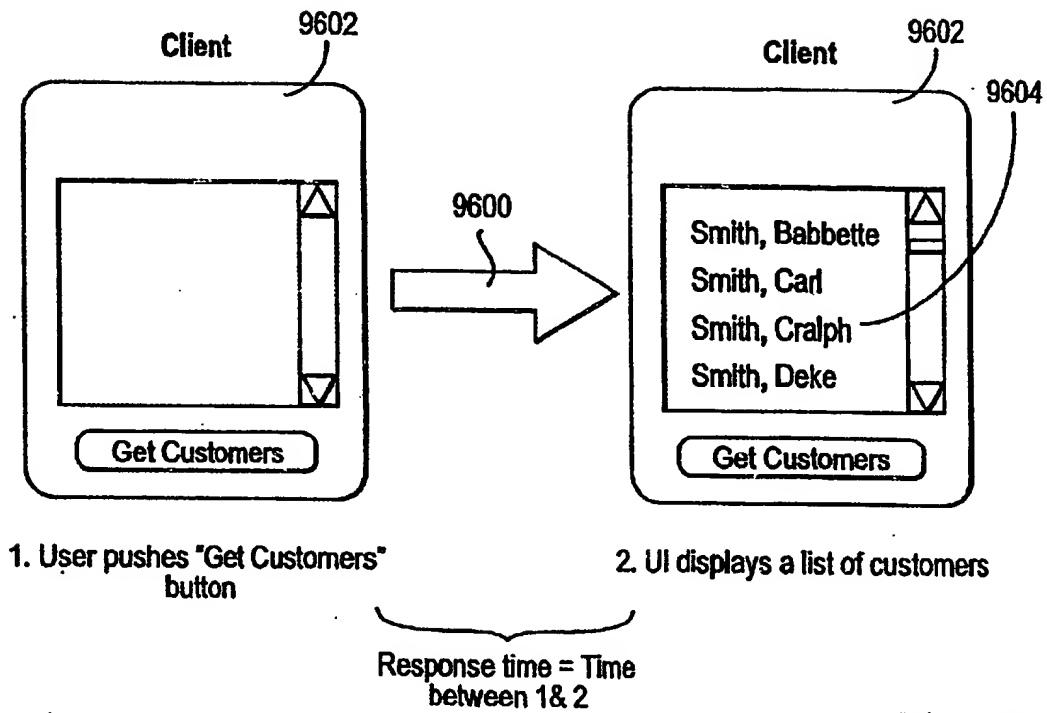 Client
9602
Get Customers
1. User pushes "Get Customers"
button
9600
Client
9602
9604
Smith, Babbette
Smith, Carl
Smith, Cralph
Smith, Deke
Get Customers
2. UI displays a list of customers
Response time = Time
between 1& 2